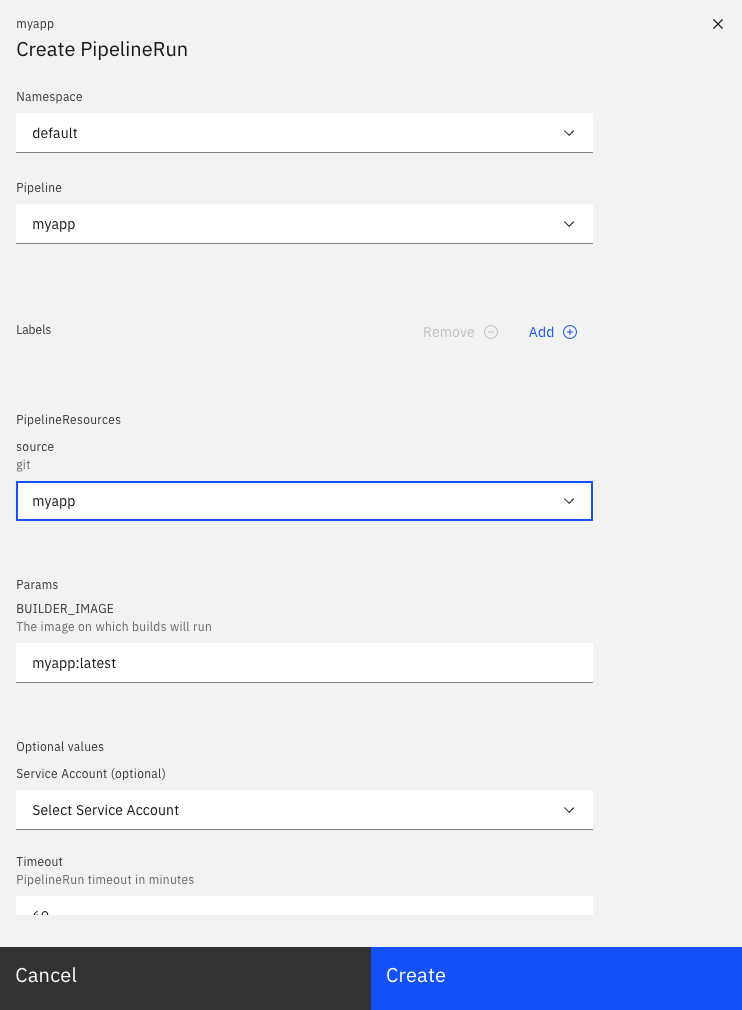 myapp
Create PipelineRun
Namespace
default
Pipeline
myapp
Labels
Remove
Add
PipelineResources
source
git
myapp
Params
BUILDER_IMAGE
The image on which builds will run
myapp:latest
Optional values
Service Account (optional)
Select Service Account
Timeout
PipelineRun timeout in minutes
Cancel
Create